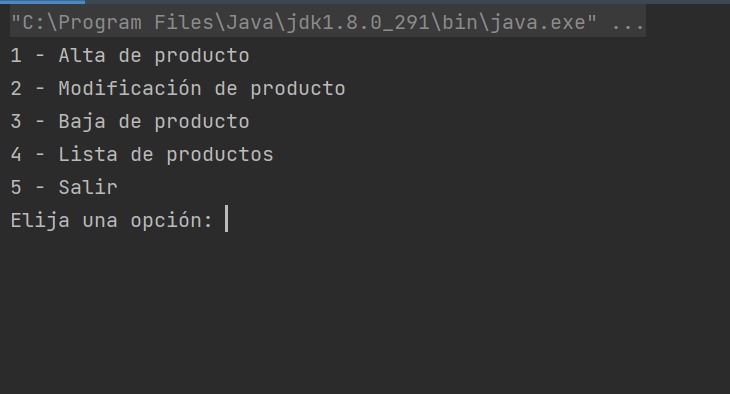 "C:\Program Files\Java\jdk1.8.0_291\bin\java.exe" ...
1 - Alta de producto
2 - Modificación de producto
3 - Baja de producto
4 - Lista de productos
5 - Salir
Elija una opción: